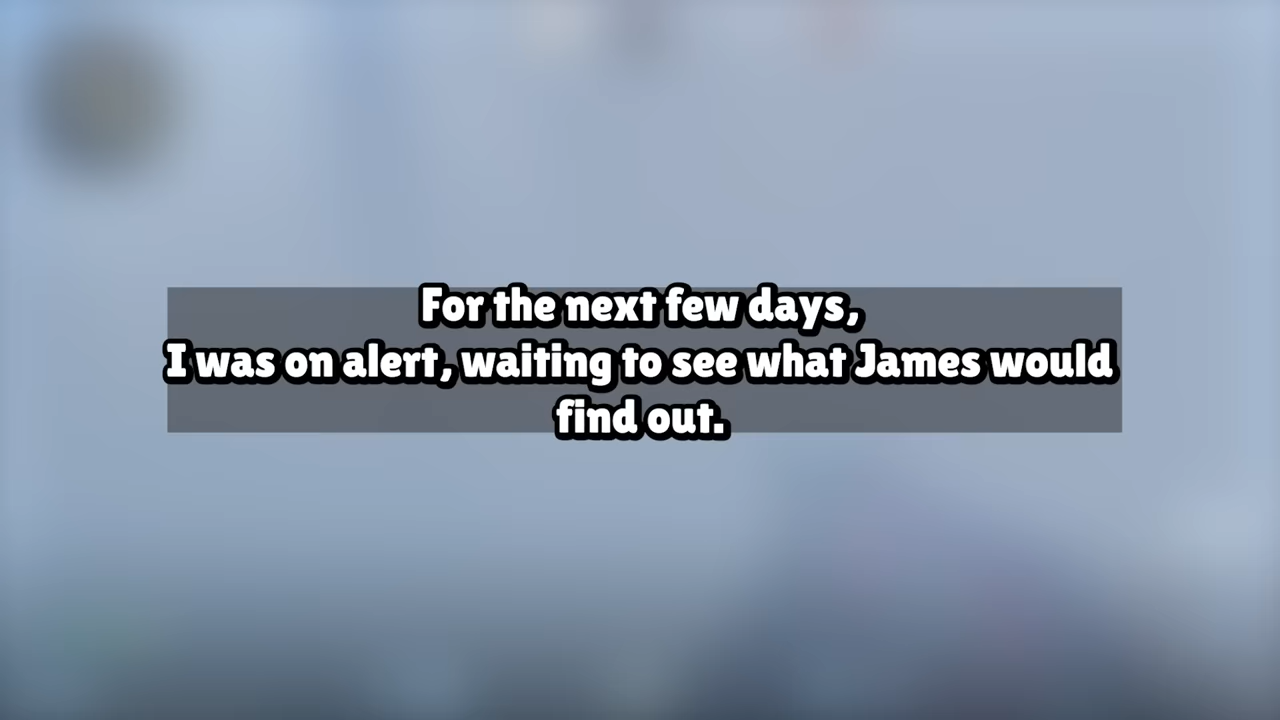 For the next few days,
I was on alert, waiting to see what James would
find out.